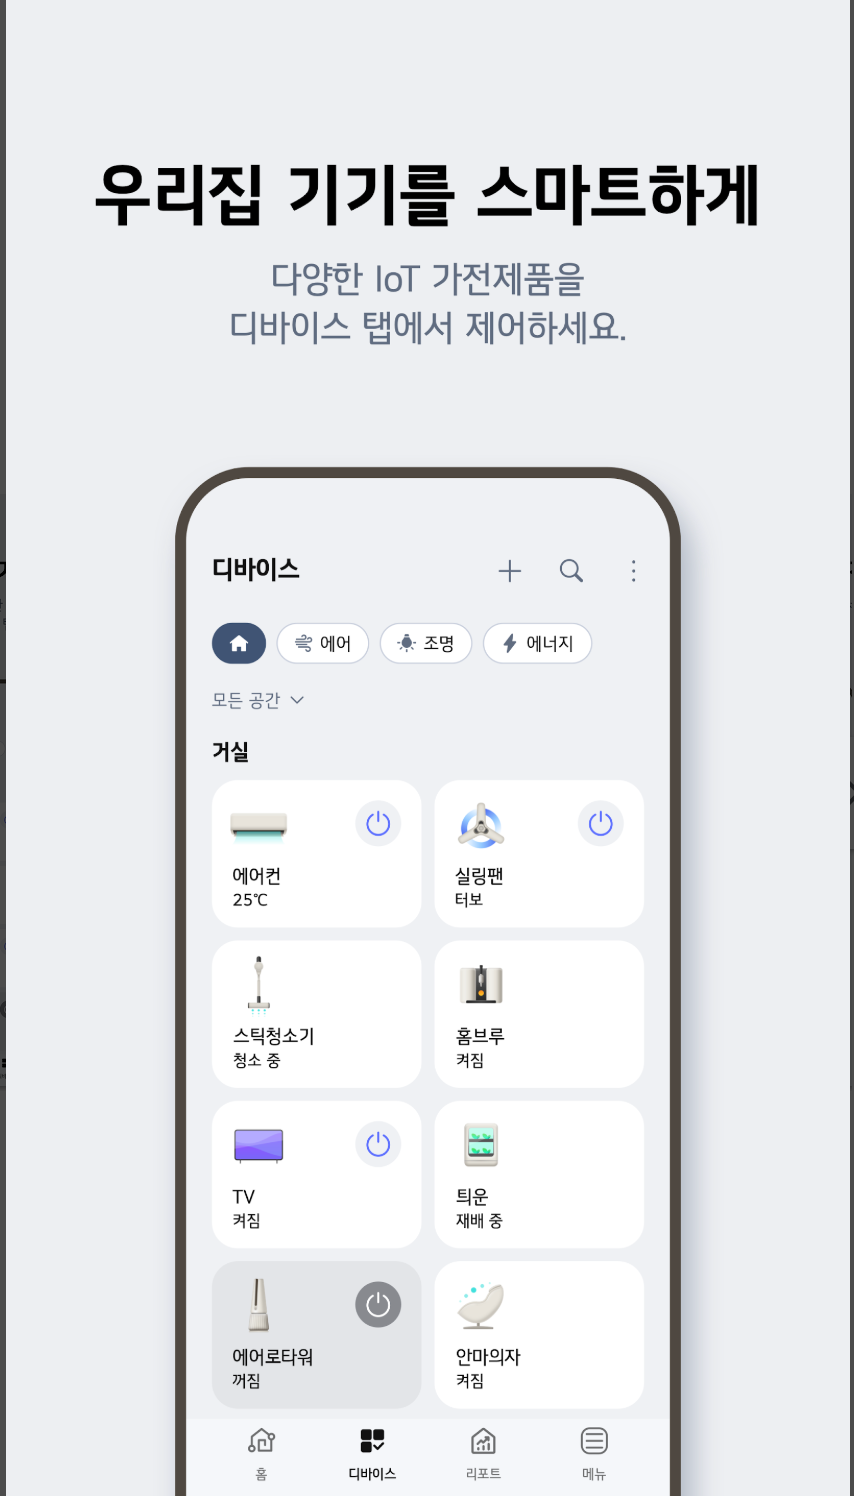 우리집 기기를 스마트하게
다양한 IoT 가전제품을
디바이스 탭에서 제어하세요.
디바이스
에어
조명
에너지
모든 공간
거실
에어컨
25℃
실링팬
터보
스틱청소기
청소 중
홈브루
켜짐
TV
켜짐
틔운
재배 중
에어로타워
꺼짐
안마의자
켜짐
홈
디바이스
리포트
메뉴